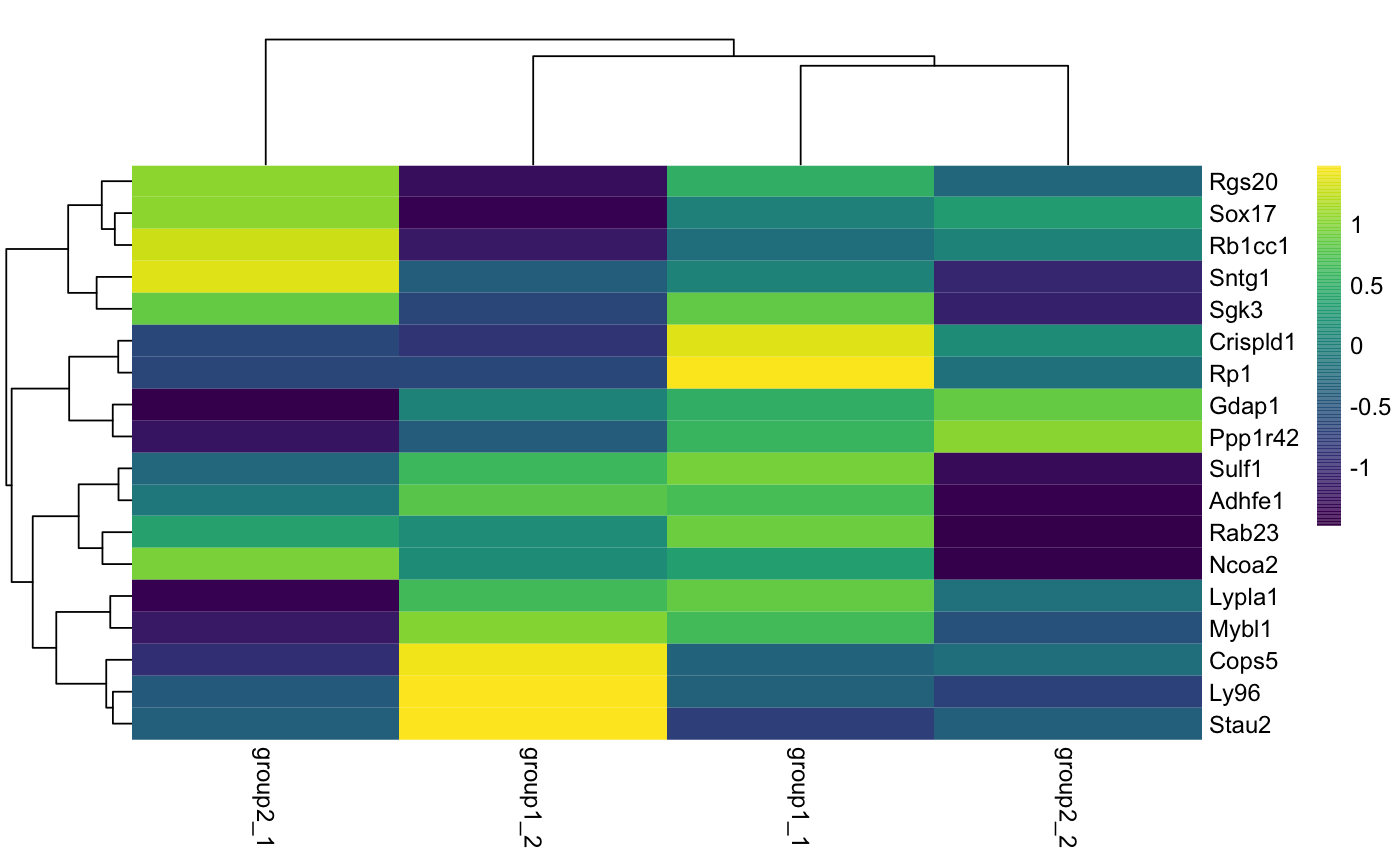 Rgs20
Sox17
Rb1cc1
Sntg1
Sgk3
Crispld1
Rp1
Gdap1
Ppp1r42
Sulf1
Adhfe1
Rab23
Ncoa2
Lypla1
Mybl1
Cops5
Ly96
Stau2
1
0.5
0
-0.5
-1
group2_1
group1_2
group1_1
group2_2